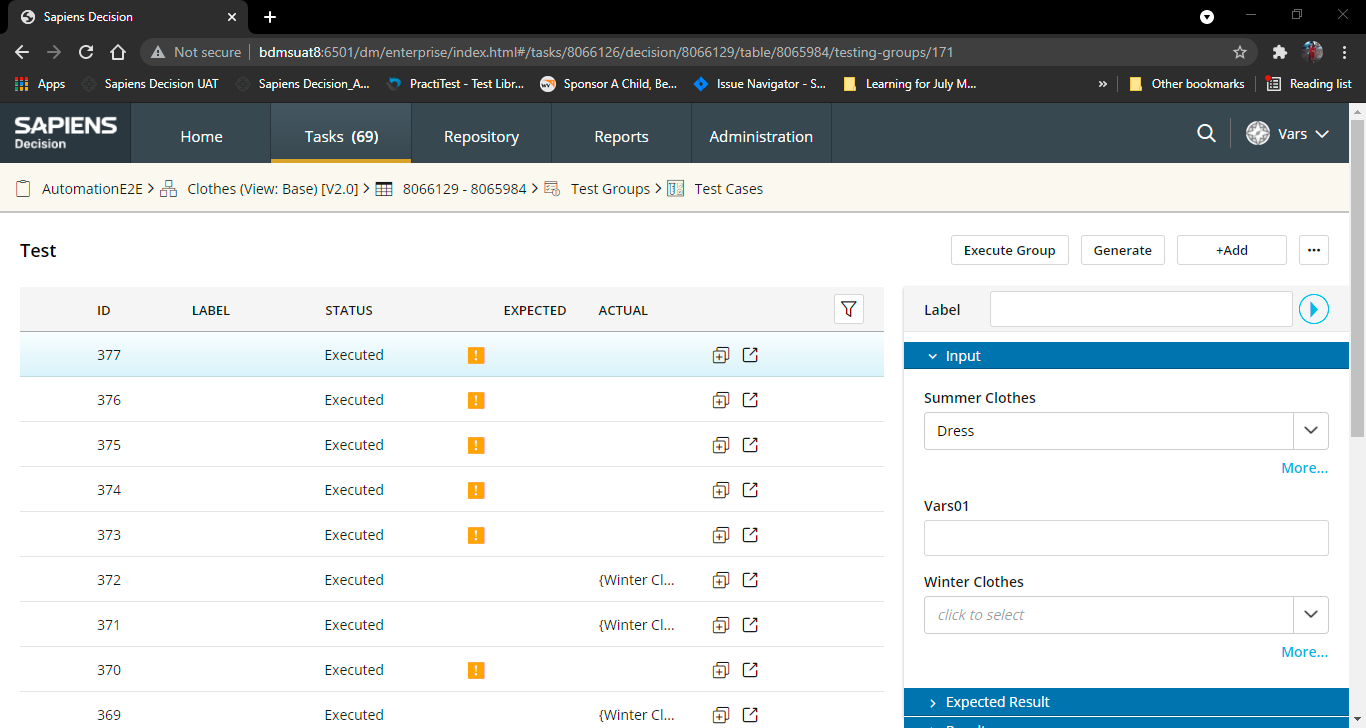 Sapiens Decision
Not secure bdmsuat8:6501/dm/enterprise/index.html#/tasks/8066126/decision/8066129/table/8065984/testing-groups/171
Apps Sapiens Decision UAT Sapiens Decision_A... PractiTest - Test Libr... Sponsor A Child, Be... Issue Navigator - S... Learning for July M... » Other bookmarks Reading list
SAPIENS
Decision
Home Tasks (69) Repository Reports Administration Vars
AutomationE2E > Clothes (View: Base) [V2.0] > 8066129 - 8065984 > Test Groups > Test Cases
Test
Execute Group Generate +Add ...
ID LABEL STATUS EXPECTED ACTUAL
377 Executed !
376 Executed !
375 Executed !
374 Executed !
373 Executed !
372 Executed {Winter Cl...
371 Executed {Winter Cl...
370 Executed !
369 Executed {Winter Cl...
Label
Input
Summer Clothes
Dress
More...
Vars01
Winter Clothes
click to select
More...
Expected Result